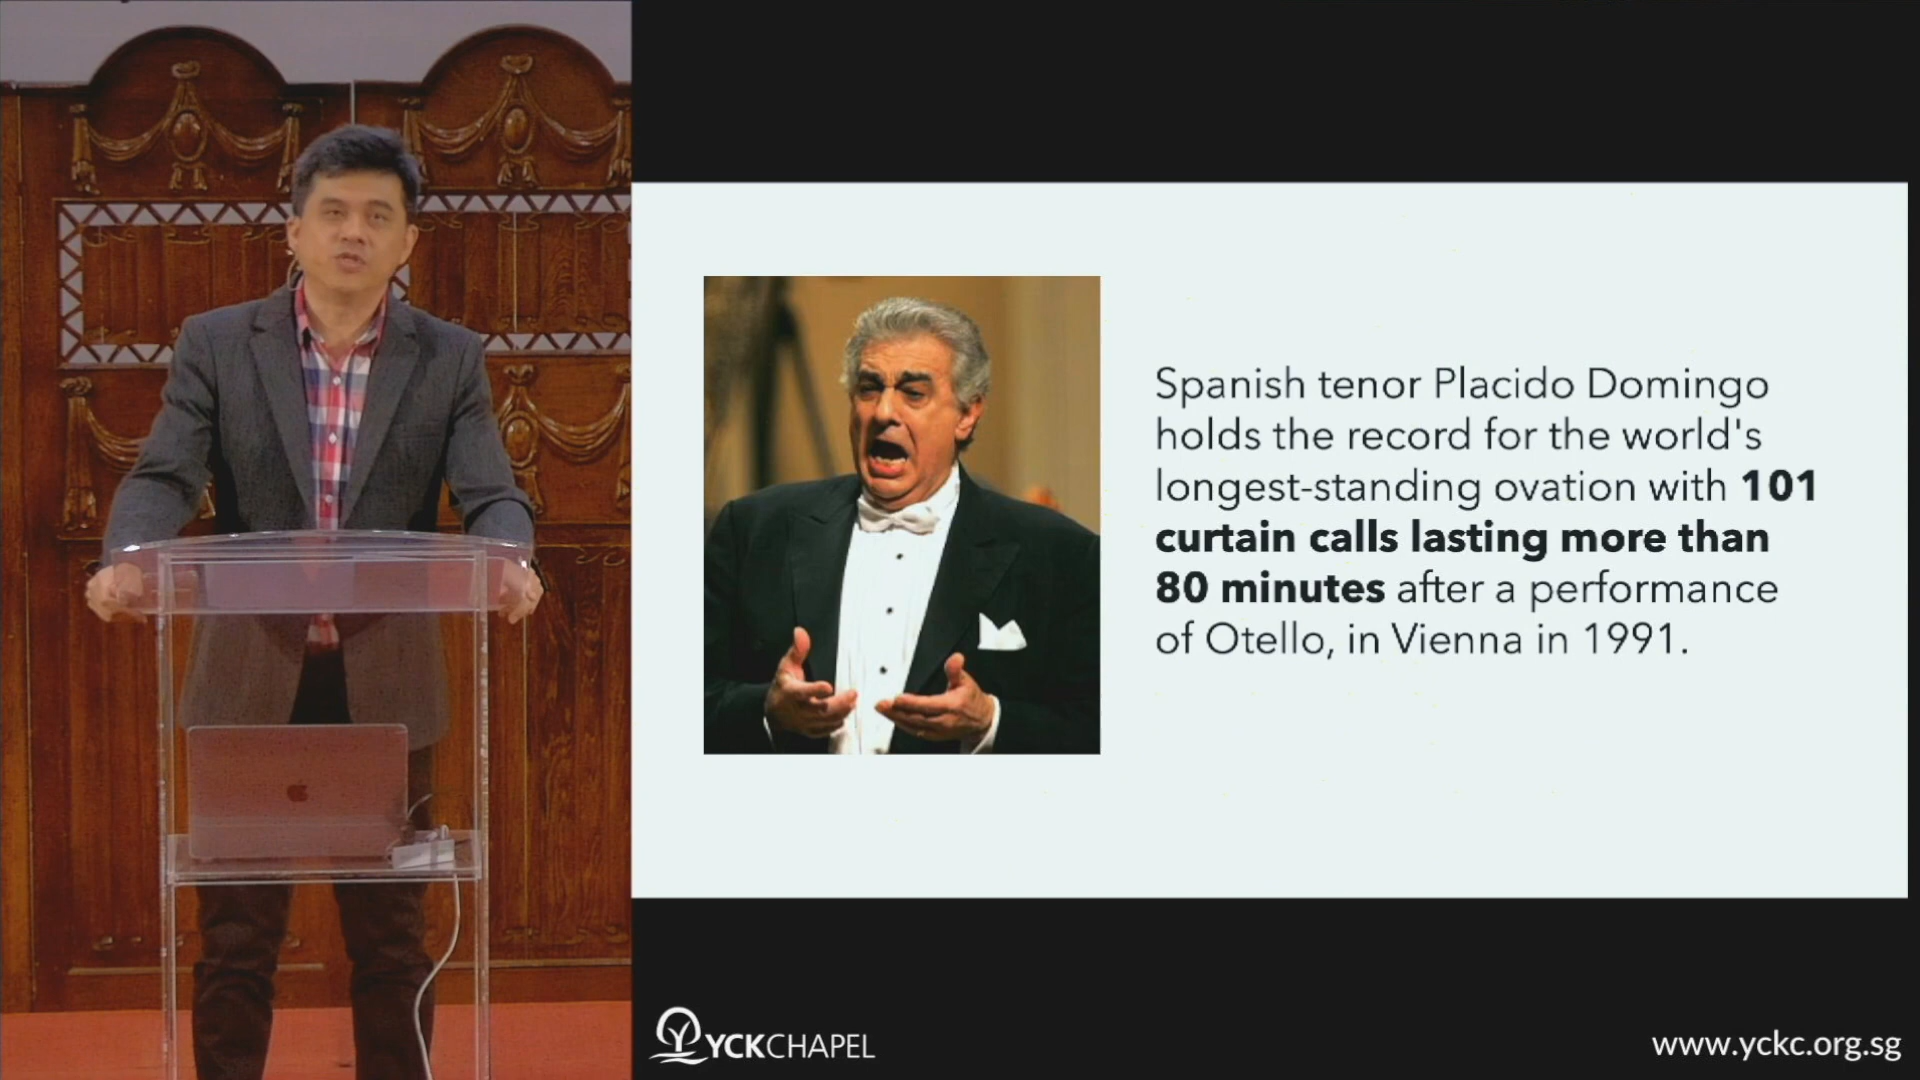 Spanish tenor Placido Domingo
holds the record for the world's
longest-standing ovation with 101
curtain calls lasting more than
80 minutes after a performance
of Otello, in Vienna in 1991.
YCKCHAPEL
www.yckc.org.sg